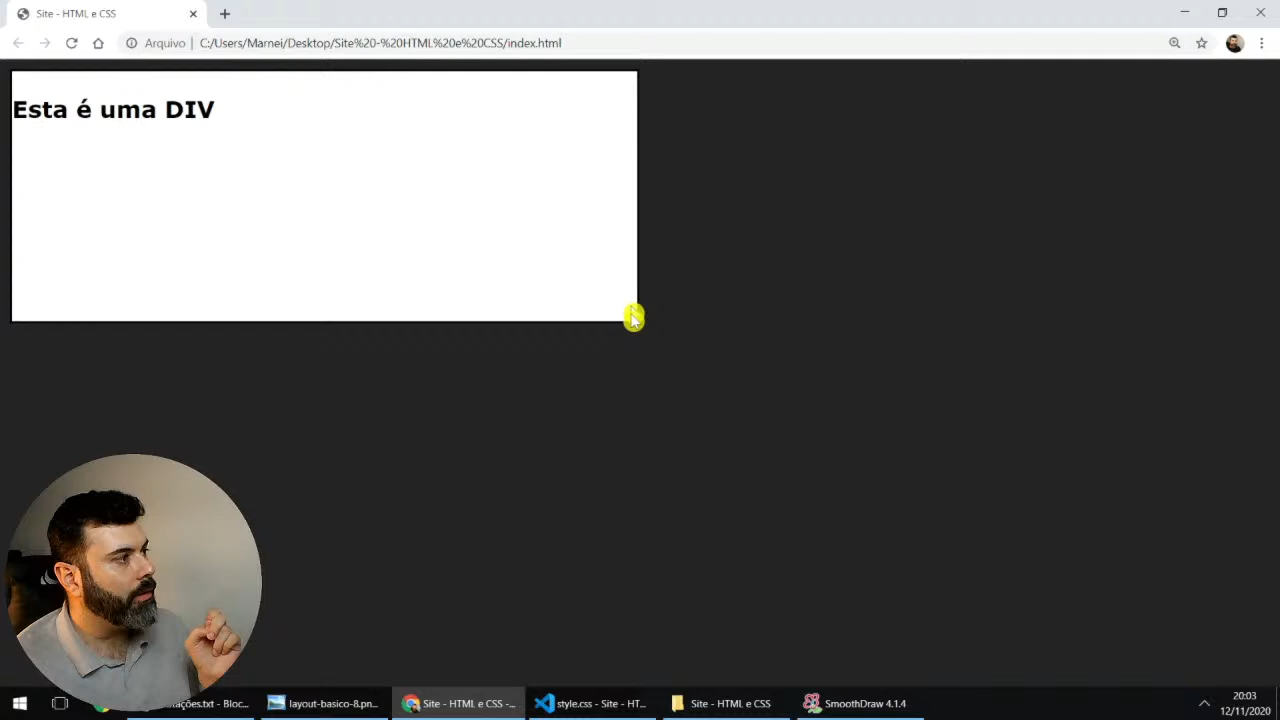 Site - HTML e CSS
Arquivo | C:/Users/Marnei/Desktop/Site%20-%20HTML%20e%20CSS/index.html
Esta é uma DIV
tações.txt - Bloc...
layout-basico-8.pn...
Site - HTML e CSS -...
style.css - Site - HT...
Site - HTML e CSS
SmoothDraw 4.1.4
20:03
12/11/2020